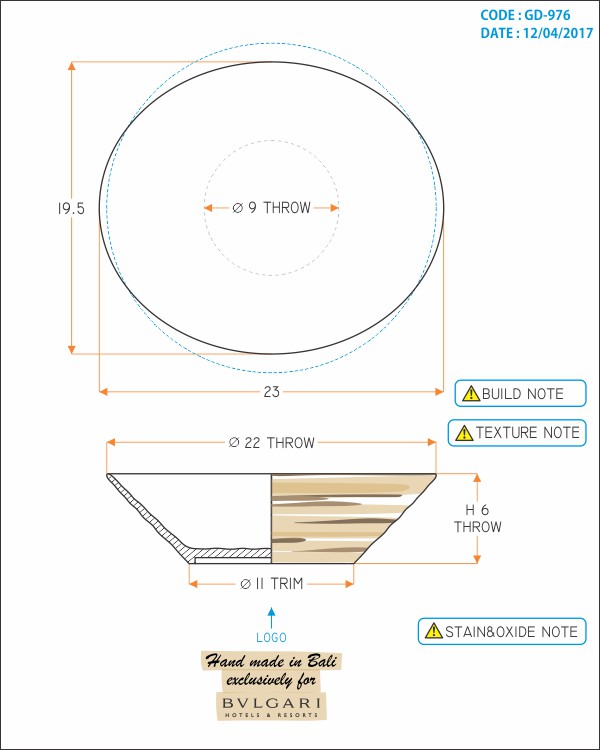 CODE : GD-976
DATE : 12/04/2017
19.5
Ø 9 THROW
23
BUILD NOTE
TEXTURE NOTE
Ø 22 THROW
H 6
THROW
Ø 11 TRIM
LOGO
STAIN&OXIDE NOTE
Hand made in Bali
exclusively for
BVLGARI
HOTELS & RESORTS